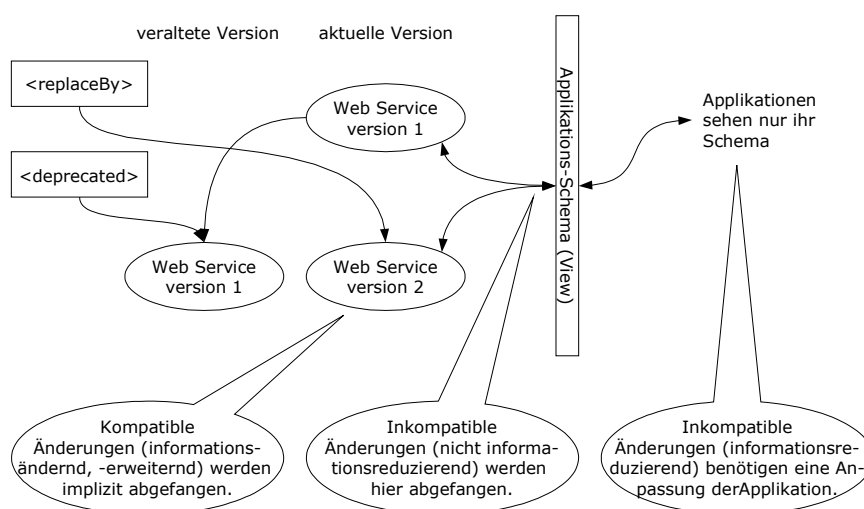 veraltete Version
aktuelle Version
<replaceBy>
Web Service
version 1
<deprecated>
Web Service
version 1
Web Service
version 2
Applikations-Schema (View)
Applikationen
sehen nur ihr
Schema
Kompatible
Änderungen (informations-
ändernd, -erweiternd) werden
implizit abgefangen.
Inkompatible
Änderungen (nicht informa-
tionsreduzierend) werden
hier abgefangen.
Inkompatible
Änderungen (informationsre-
duzierend) benötigen eine An-
passung derApplikation.